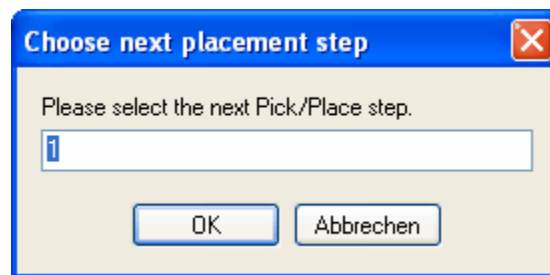 Choose next placement step
Please select the next Pick/Place step.
1
OK Abbrechen